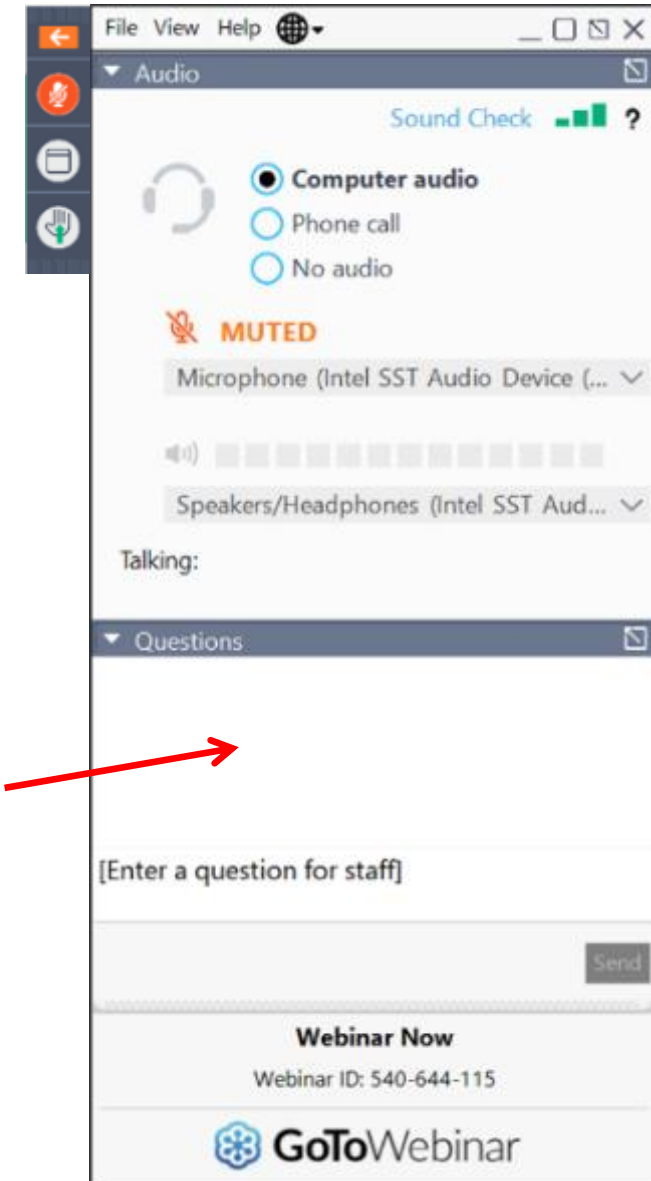 File View Help
Audio
Sound Check ?
Computer audio
Phone call
No audio
MUTED
Microphone (Intel SST Audio Device (...
Speakers/Headphones (Intel SST Aud...
Talking:
Questions
[Enter a question for staff]
Send
Webinar Now
Webinar ID: 540-644-115
GoToWebinar